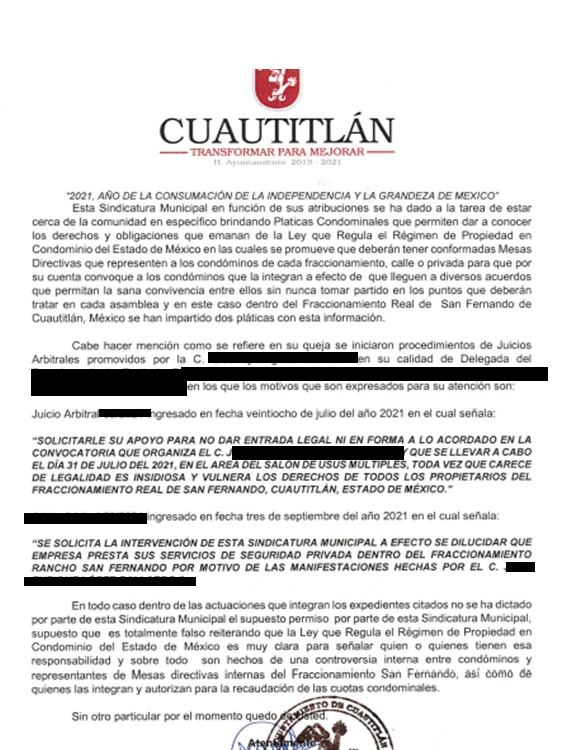 CUAUTITLÁN
TRANSFORMAR PARA MEJORAR
H. Ayuntamiento 2019 - 2021
"2021, AÑO DE LA CONSUMACIÓN DE LA INDEPENDENCIA Y LA GRANDEZA DE MEXICO"
Esta Sindicatura Municipal en función de sus atribuciones se ha dado a la tarea de estar
cerca de la comunidad en específico brindando Platicas Condominales que permiten dar a conocer
los derechos y obligaciones que emanan de la Ley que Regula el Régimen de Propiedad en
Condominio del Estado de México en las cuales se promueve que deberán tener conformadas Mesas
Directivas que representen a los condóminos de cada fraccionamiento, calle o privada para que por
su cuenta convoque a los condóminos que la integran a efecto de que lleguen a diversos acuerdos
que permitan la sana convivencia entre ellos sin nunca tomar partido en los puntos que deberán
tratar en cada asamblea y en este caso dentro del Fraccionamiento Real de San Fernando de
Cuautitlán, México se han impartido dos pláticas con esta información.
Cabe hacer mención como se refiere en su queja se iniciaron procedimientos de Juicios
Arbitrales promovidos por la C. en su calidad de Delegada del
en los que los motivos que son expresados para su atención son:
Juicio Arbitral ingresado en fecha veintiocho de julio del año 2021 en el cual señala:
"SOLICITARLE SU APOYO PARA NO DAR ENTRADA LEGAL NI EN FORMA A LO ACORDADO EN LA
CONVOCATORIA QUE ORGANIZA EL C. J Y QUE SE LLEVAR A CABO
EL DÍA 31 DE JULIO DEL 2021, EN EL AREA DEL SALON DE USUS MÚLTIPLES, TODA VEZ QUE CARECE
DE LEGALIDAD ES INSIDIOSA Y VULNERA LOS DERECHOS DE TODOS LOS PROPIETARIOS DEL
FRACCIONAMIENTO REAL DE SAN FERNANDO, CUAUTITLÁN, ESTADO DE MÉXICO."
ingresado en fecha tres de septiembre del año 2021 en el cual señala:
"SE SOLICITA LA INTERVENCIÓN DE ESTA SINDICATURA MUNICIPAL A EFECTO SE DILUCIDAR QUE
EMPRESA PRESTA SUS SERVICIOS DE SEGURIDAD PRIVADA DENTRO DEL FRACCIONAMIENTO
RANCHO SAN FERNANDO POR MOTIVO DE LAS MANIFESTACIONES HECHAS POR EL C. J
En todo caso dentro de las actuaciones que integran los expedientes citados no se ha dictado
por parte de esta Sindicatura Municipal el supuesto permiso por parte de esta Sindicatura Municipal,
supuesto que es totalmente falso reiterando que la Ley que Regula el Régimen de Propiedad en
Condominio del Estado de México es muy clara para señalar quien o quienes tienen esa
responsabilidad y sobre todo son hechos de una controversia interna entre condóminos y
representantes de Mesas directivas internas del Fraccionamiento San Fernando, así como de
quienes las integran y autorizan para la recaudación de las cuotas condominales.
Sin otro particular por el momento quedo de usted.
Atentamente